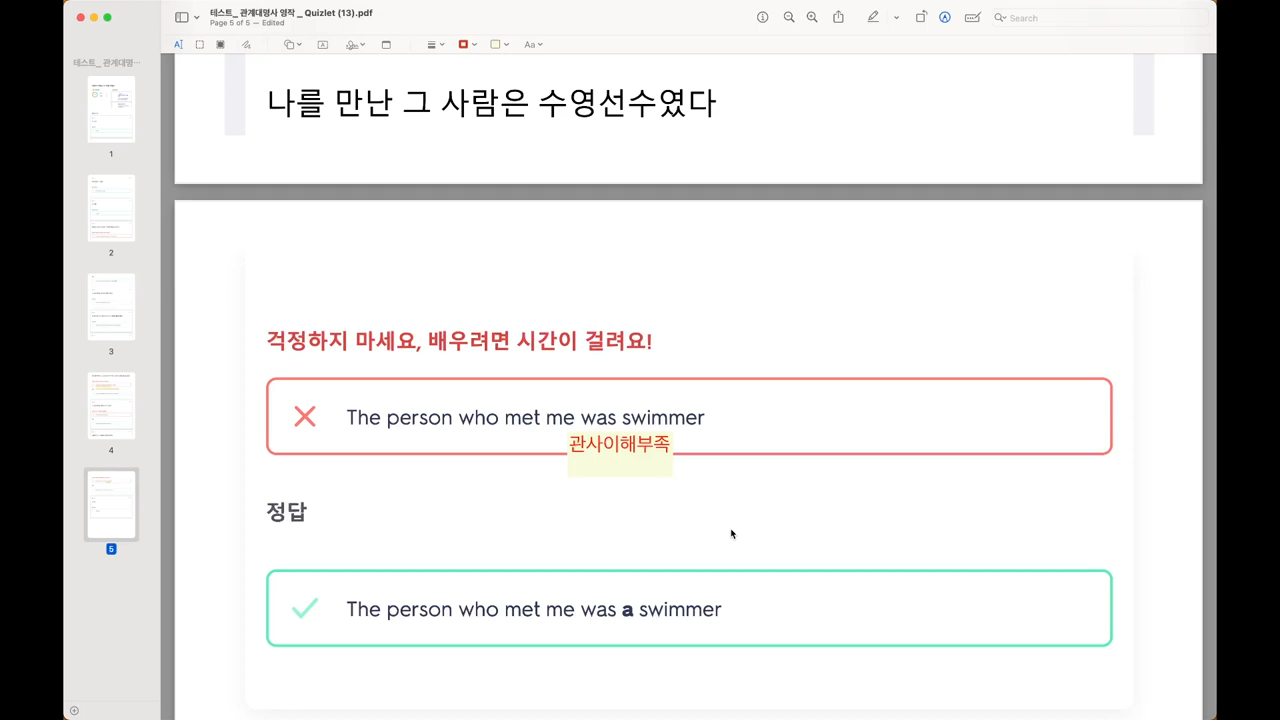 테스트_ 관계대명사 영작 _ Quizlet (13).pdf
Page 5 of 5 — Edited
Search
Aa
테스트_ 관계대명…
1
2
3
4
5
나를 만난 그 사람은 수영선수였다
걱정하지 마세요, 배우려면 시간이 걸려요!
The person who met me was swimmer
관사이해부족
정답
The person who met me was a swimmer